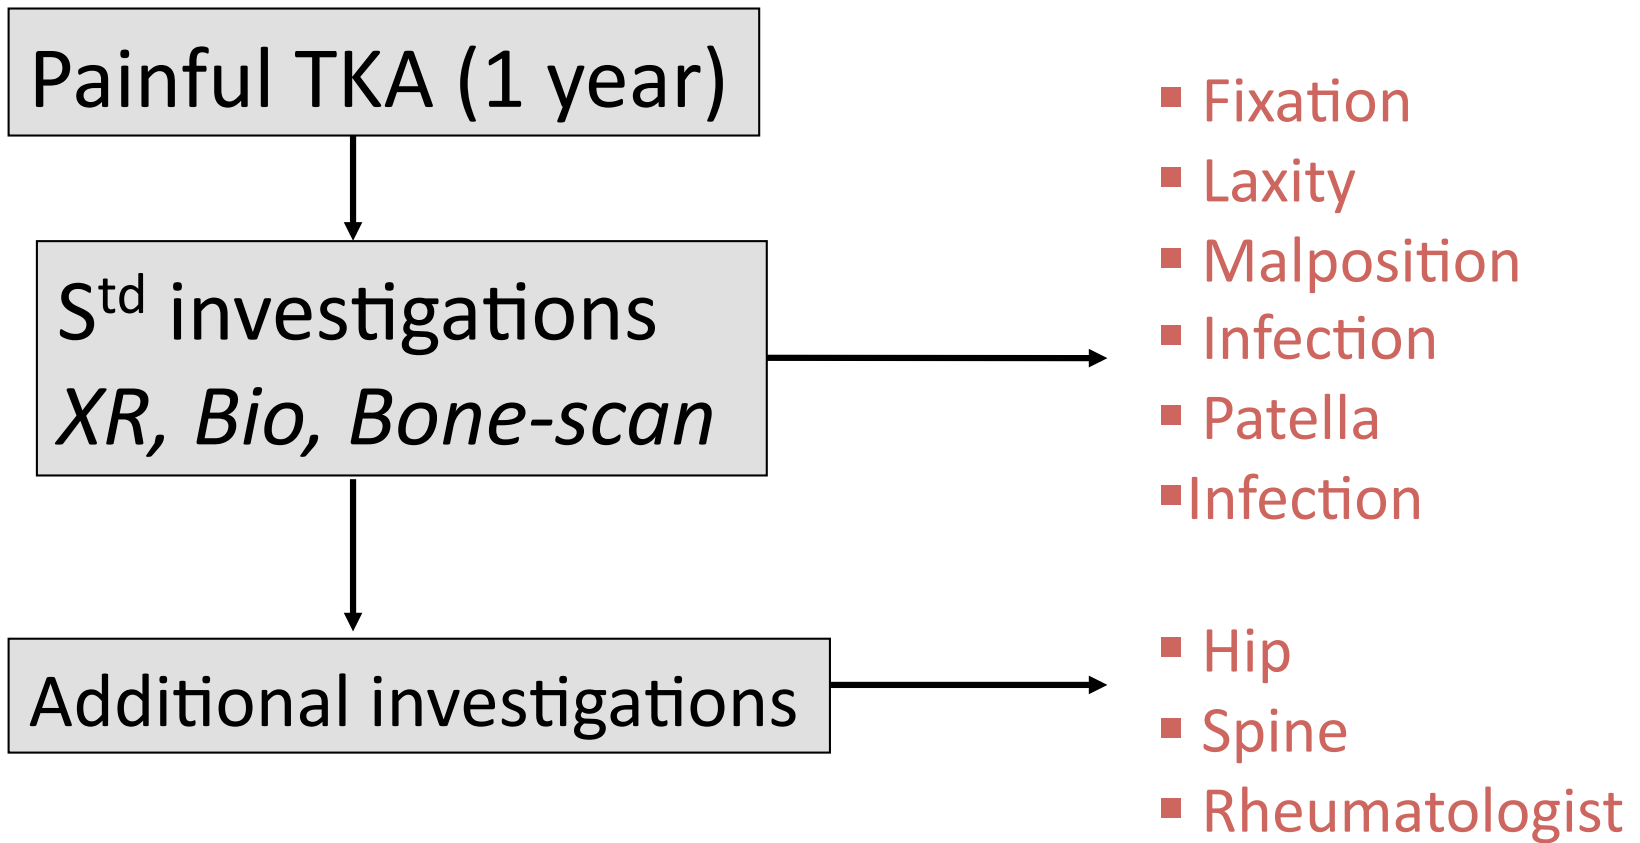 Painful TKA (1 year)
Std investigations
XR, Bio, Bone-scan
▪ Fixation
▪ Laxity
▪ Malposition
▪ Infection
▪ Patella
▪ Infection
Additional investigations
▪ Hip
▪ Spine
▪ Rheumatologist